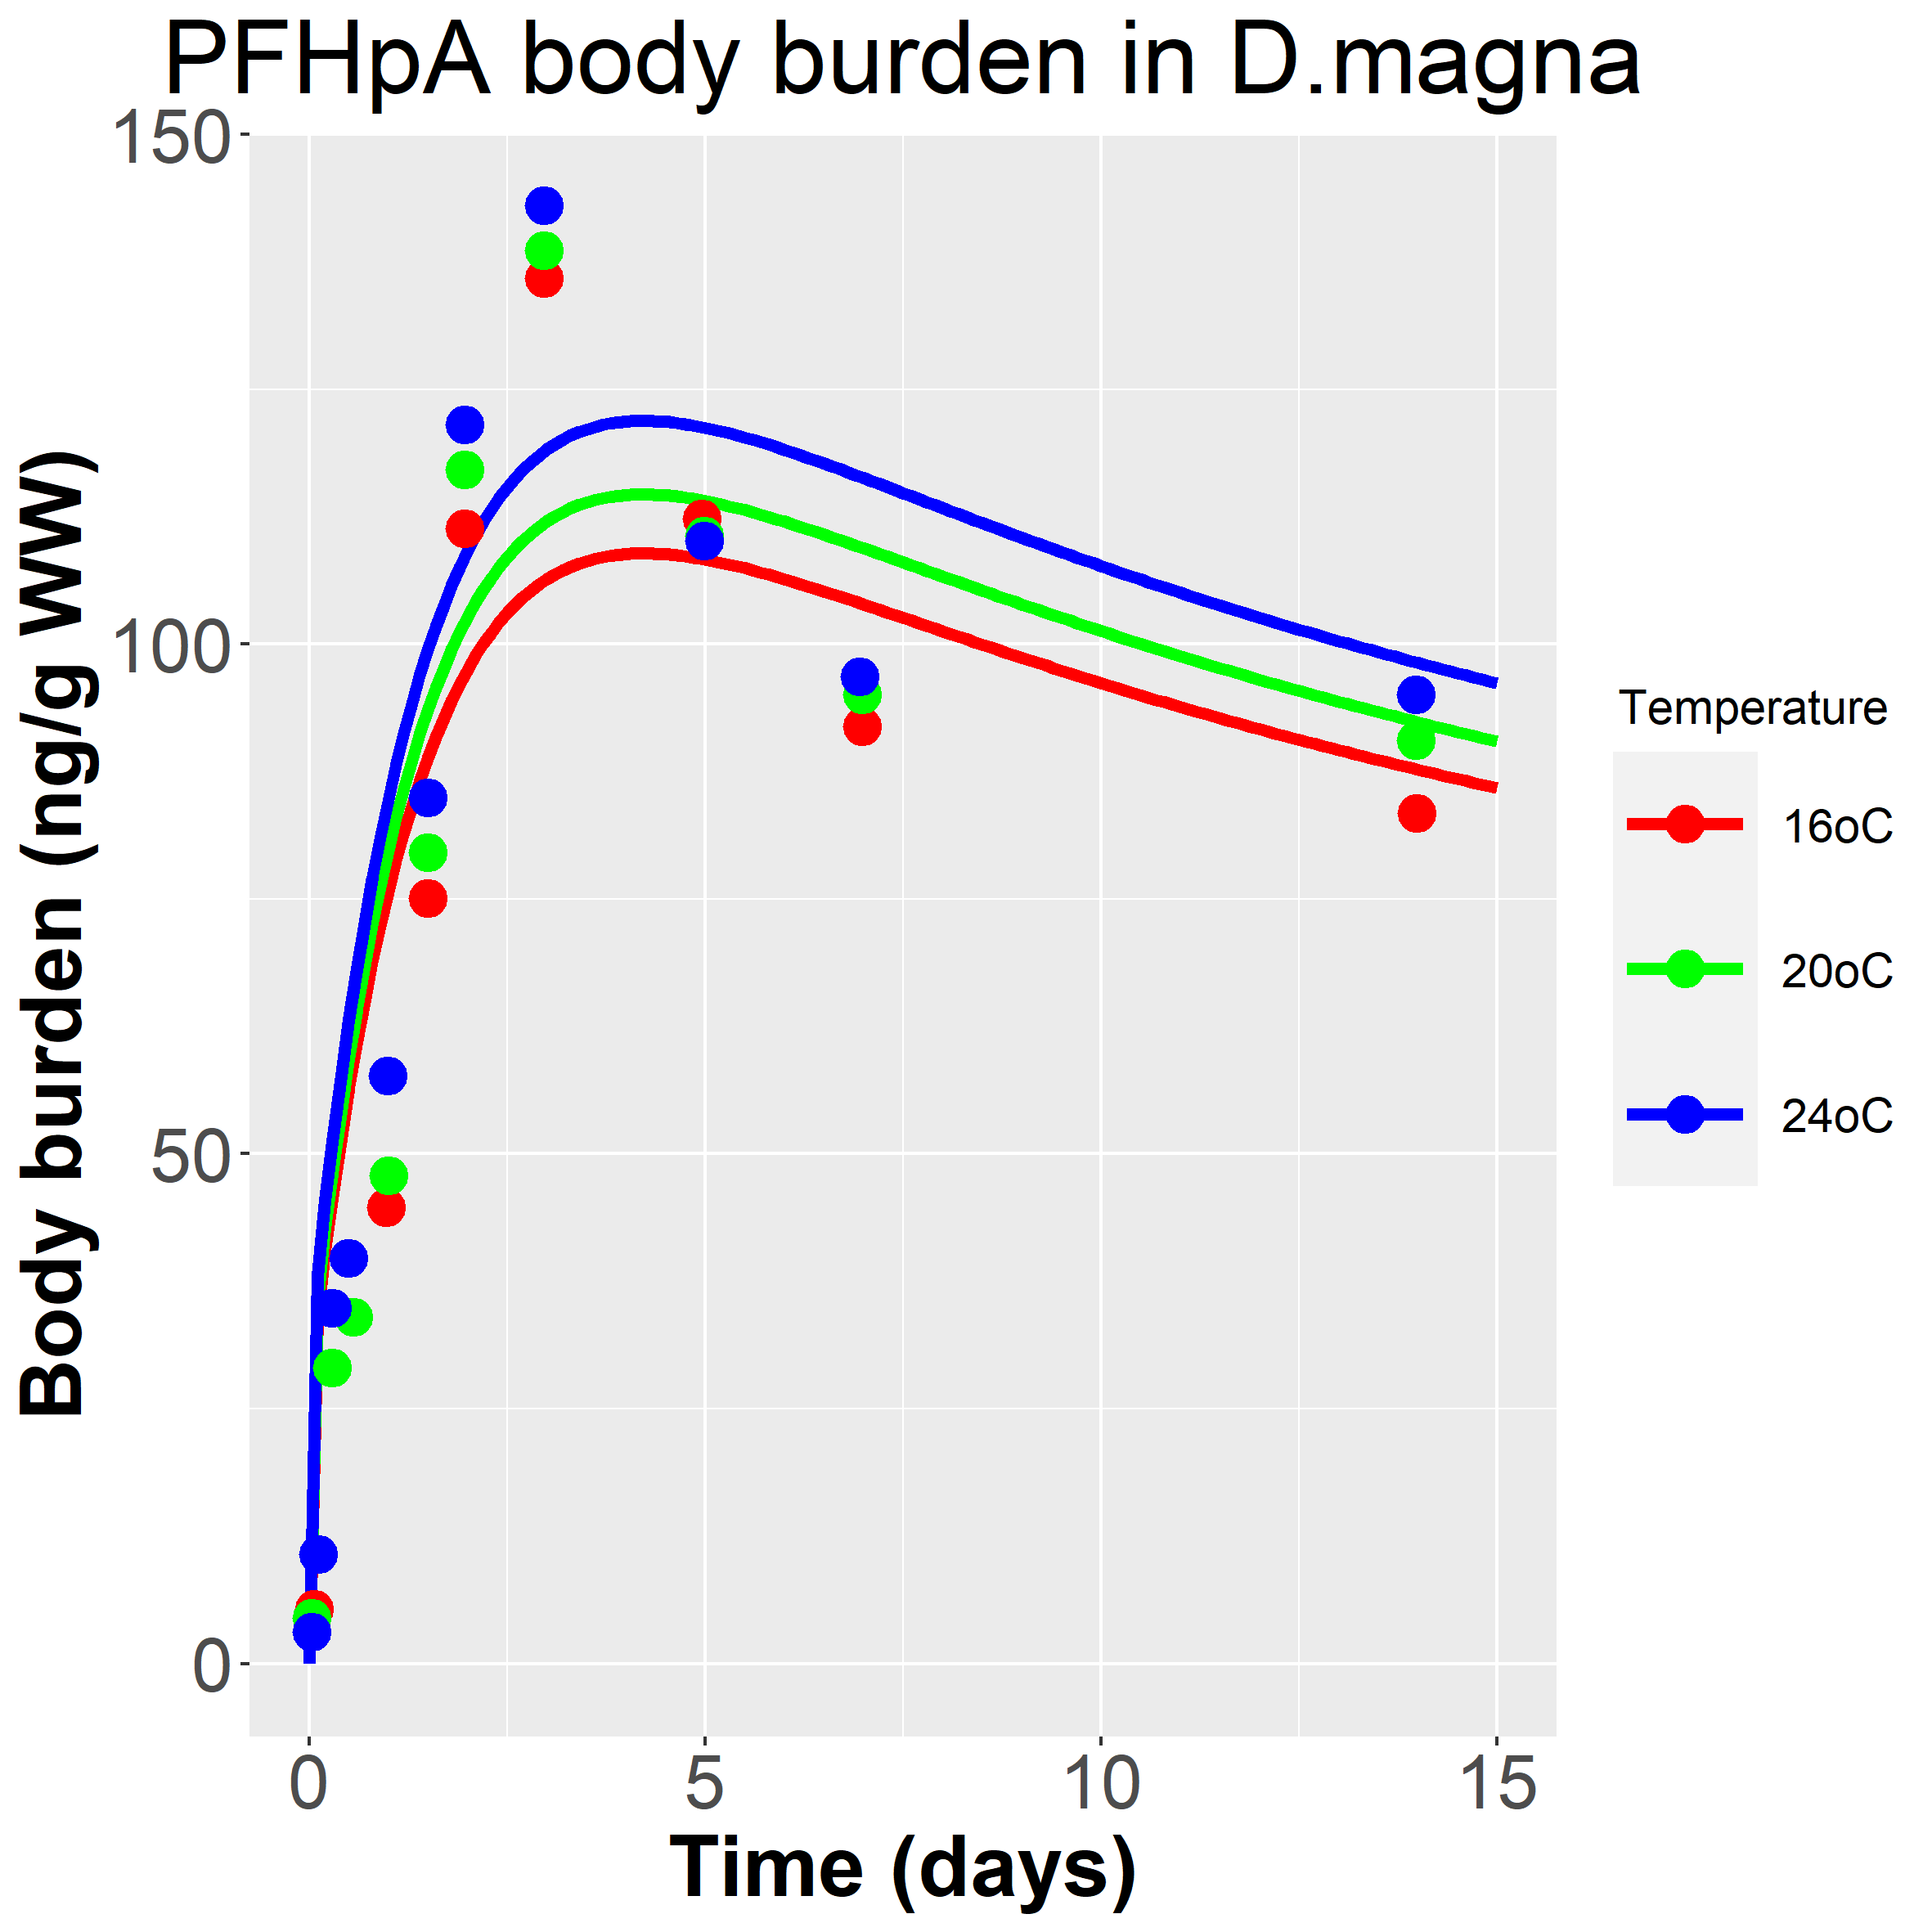 PFHpA body burden in D.magna
Body burden (ng/g WW)
150
100
50
0
0 5 10 15
Time (days)
Temperature
16oC
20oC
24oC